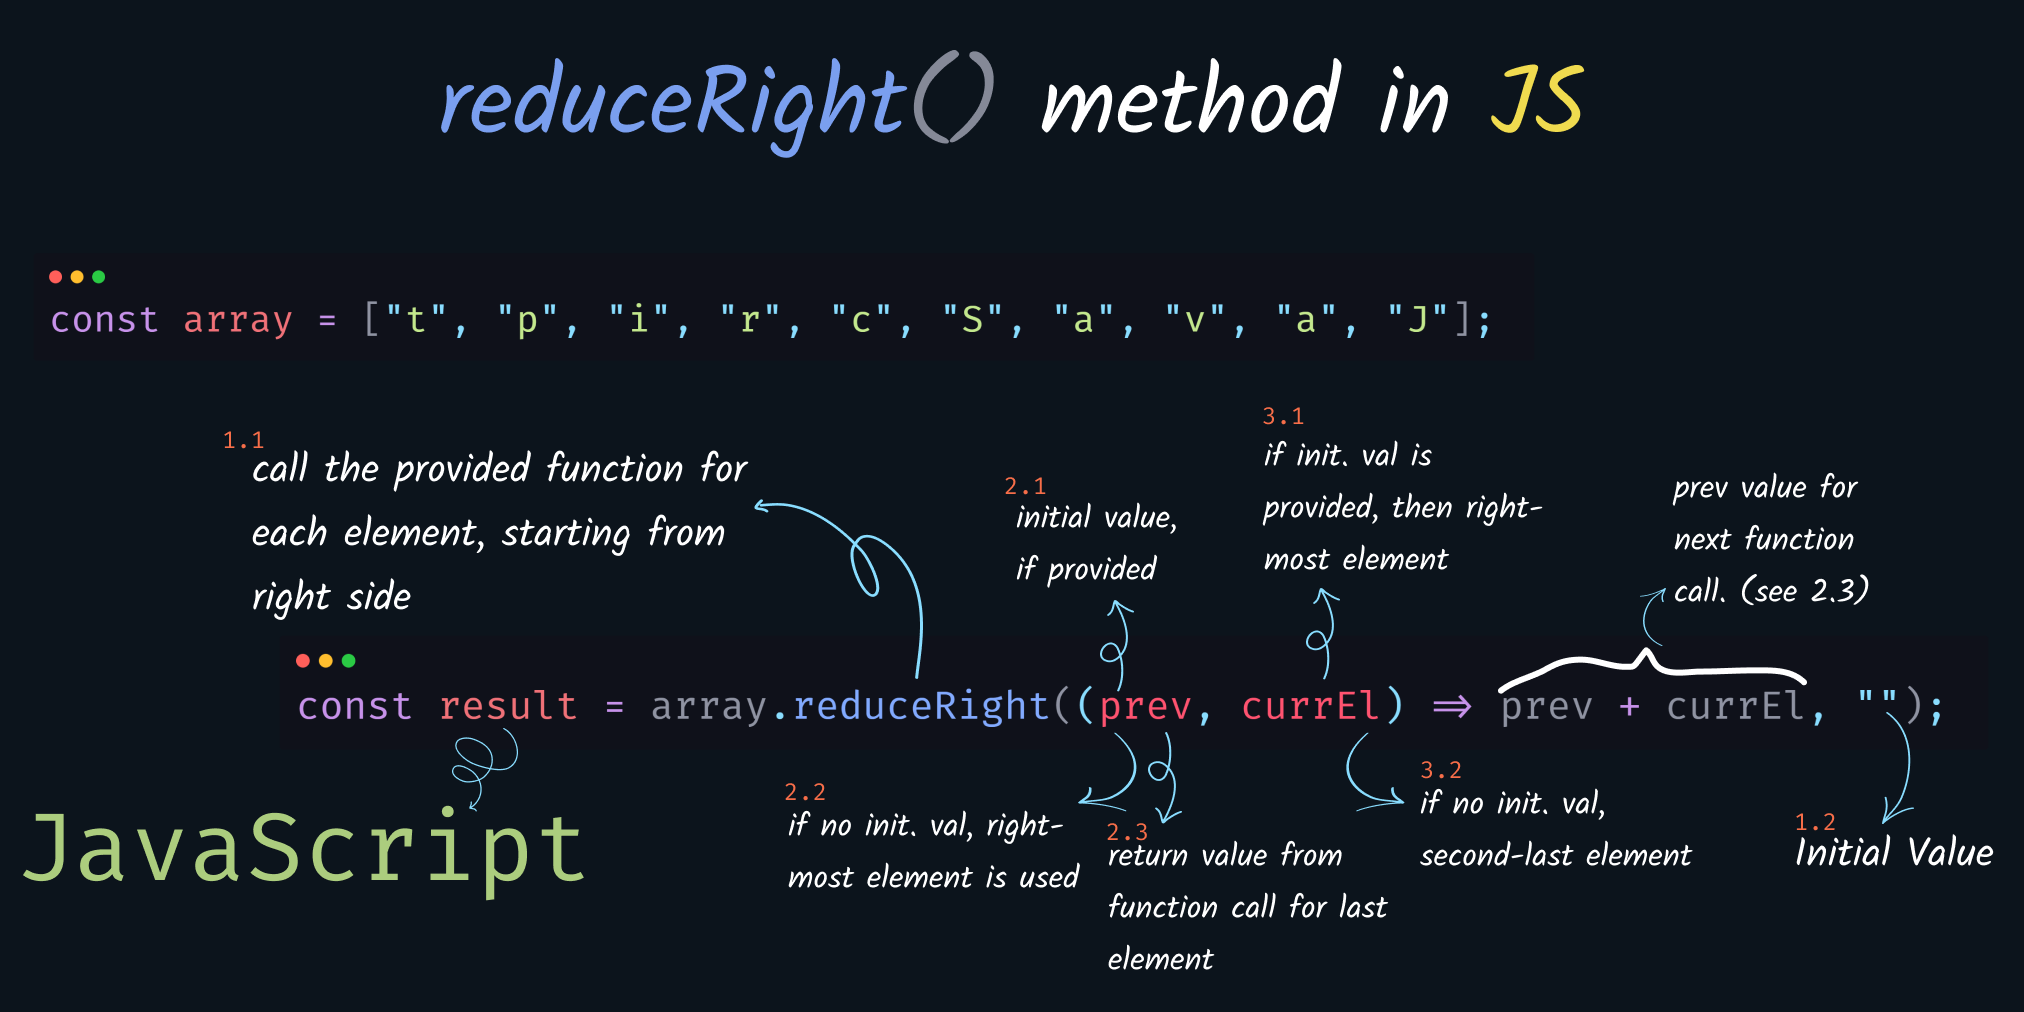 reduceRight() method in JS
const array = ["t", "p", "i", "r", "c", "S", "a", "v", "a", "J"];
1.1
call the provided function for
each element, starting from
right side
2.1
initial value,
if provided
3.1
if init. val is
provided, then right-
most element
prev value for
next function
call. (see 2.3)
const result = array.reduceRight((prev, currEl) => prev + currEl, "");
JavaScript
2.2
if no init. val, right-
most element is used
2.3
return value from
function call for last
element
3.2
if no init. val,
second-last element
1.2
Initial Value